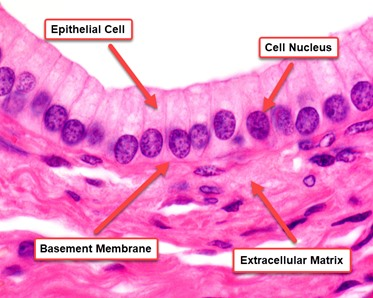 Epithelial Cell
Cell Nucleus
Basement Membrane
Extracellular Matrix